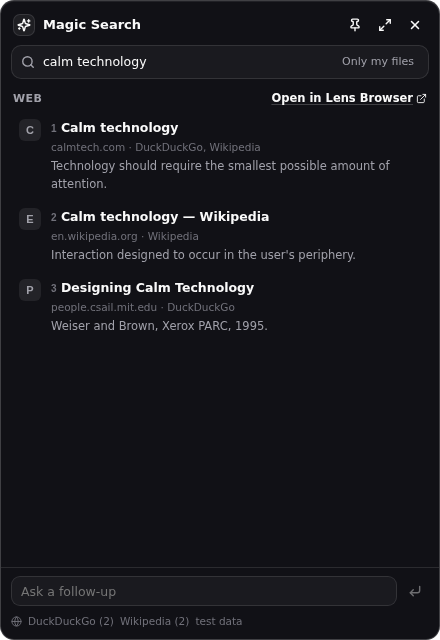 Magic Search
calm technology
Only my files
WEB
Open in Lens Browser
C
1 Calm technology
calmtech.com · DuckDuckGo, Wikipedia
Technology should require the smallest possible amount of
attention.
E
2 Calm technology — Wikipedia
en.wikipedia.org · Wikipedia
Interaction designed to occur in the user's periphery.
P
3 Designing Calm Technology
people.csail.mit.edu · DuckDuckGo
Weiser and Brown, Xerox PARC, 1995.
Ask a follow-up
DuckDuckGo (2) Wikipedia (2) test data